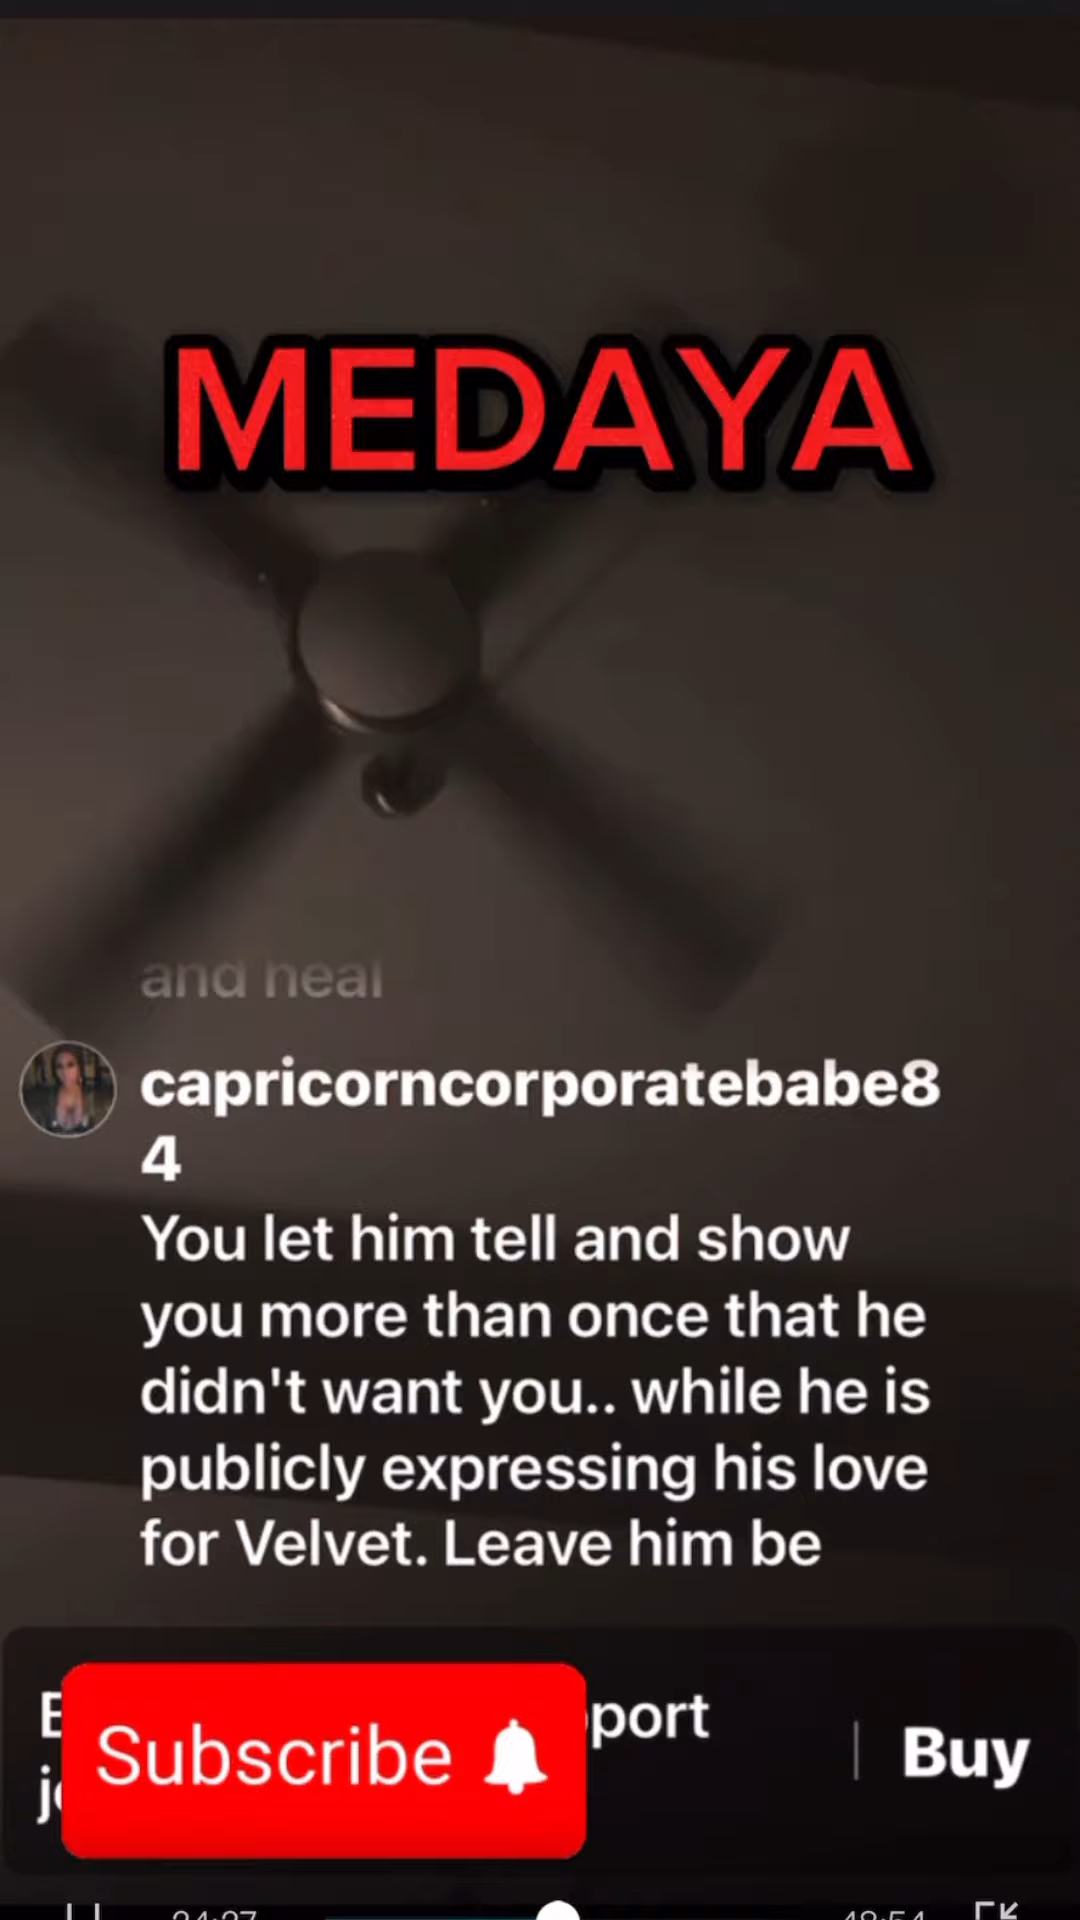 MEDAYA
and heal
capricorncorporatebabe8
4
You let him tell and show
you more than once that he
didn't want you.. while he is
publicly expressing his love
for Velvet. Leave him be
Subscribe
Buy